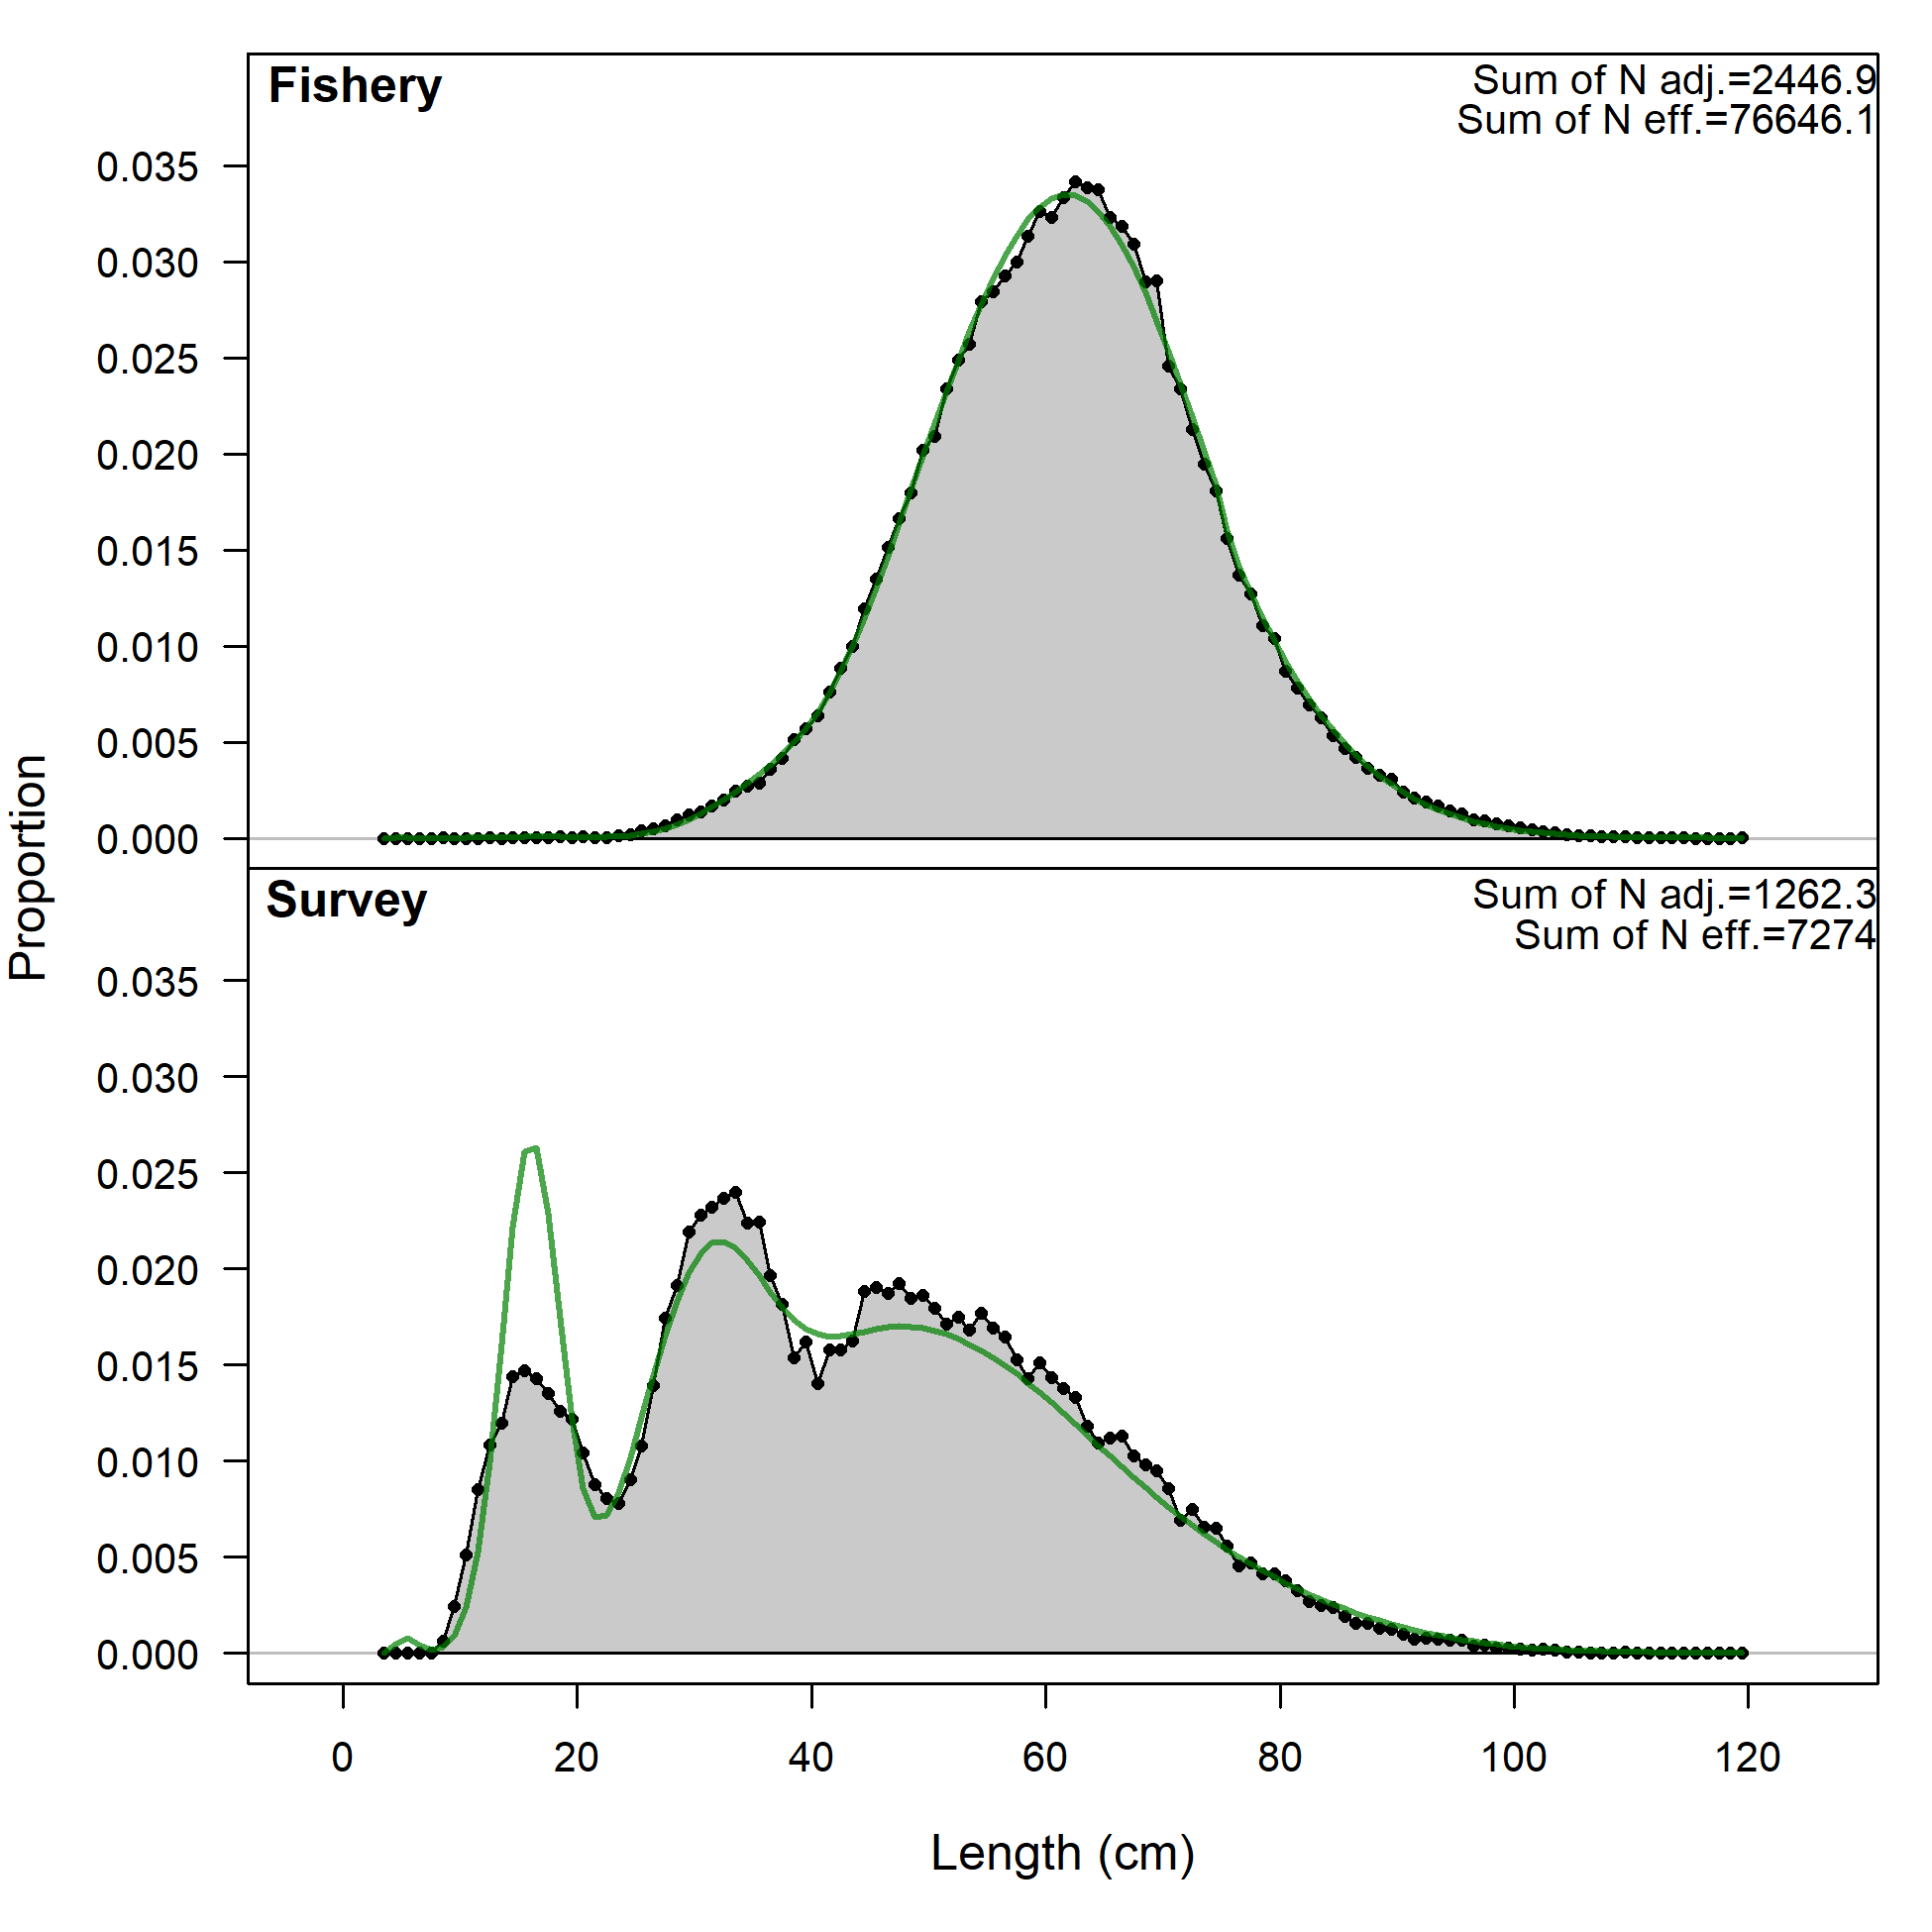 Fishery
Sum of N adj.=2446.9
Sum of N eff.=76646.1
0.035
0.030
0.025
0.020
0.015
0.010
0.005
0.000
Proportion
Survey
Sum of N adj.=1262.3
Sum of N eff.=7274
0.035
0.030
0.025
0.020
0.015
0.010
0.005
0.000
0 20 40 60 80 100 120
Length (cm)